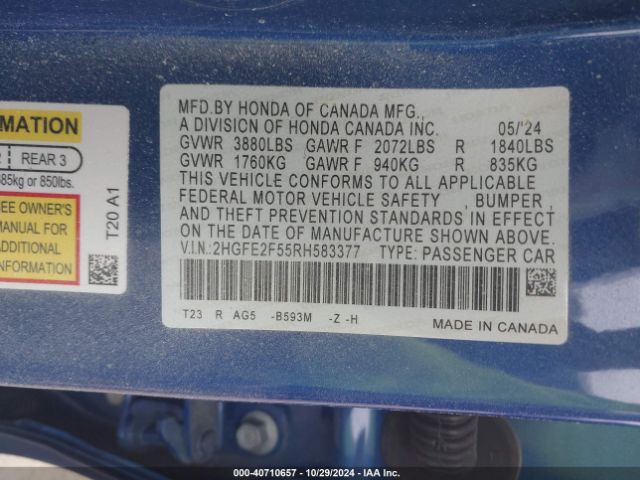 MATION
REAR 3
385kg or 850lbs.
EE OWNER'S
MANUAL FOR
ADDITIONAL
T20 A1
MFD.BY HONDA OF CANADA MFG.,
A DIVISION OF HONDA CANADA INC. 05/'24
GVWR 3880LBS GAWR F 2072LBS R 1840LBS
GVWR 1760KG GAWR F 940KG R 835KG
THIS VEHICLE CONFORMS TO ALL APPLICABLE
FEDERAL MOTOR VEHICLE SAFETY , BUMPER ,
AND THEFT PREVENTION STANDARDS IN EFFECT
ON THE DATE OF MANUFACTURE SHOWN ABOVE.
V.I.N.:2HGFE2F55RH583377 TYPE: PASSENGER CAR
T23 R AG5 -B593M -Z -H
MADE IN CANADA
000-40710657 - 10/29/2024 - IAA Inc.